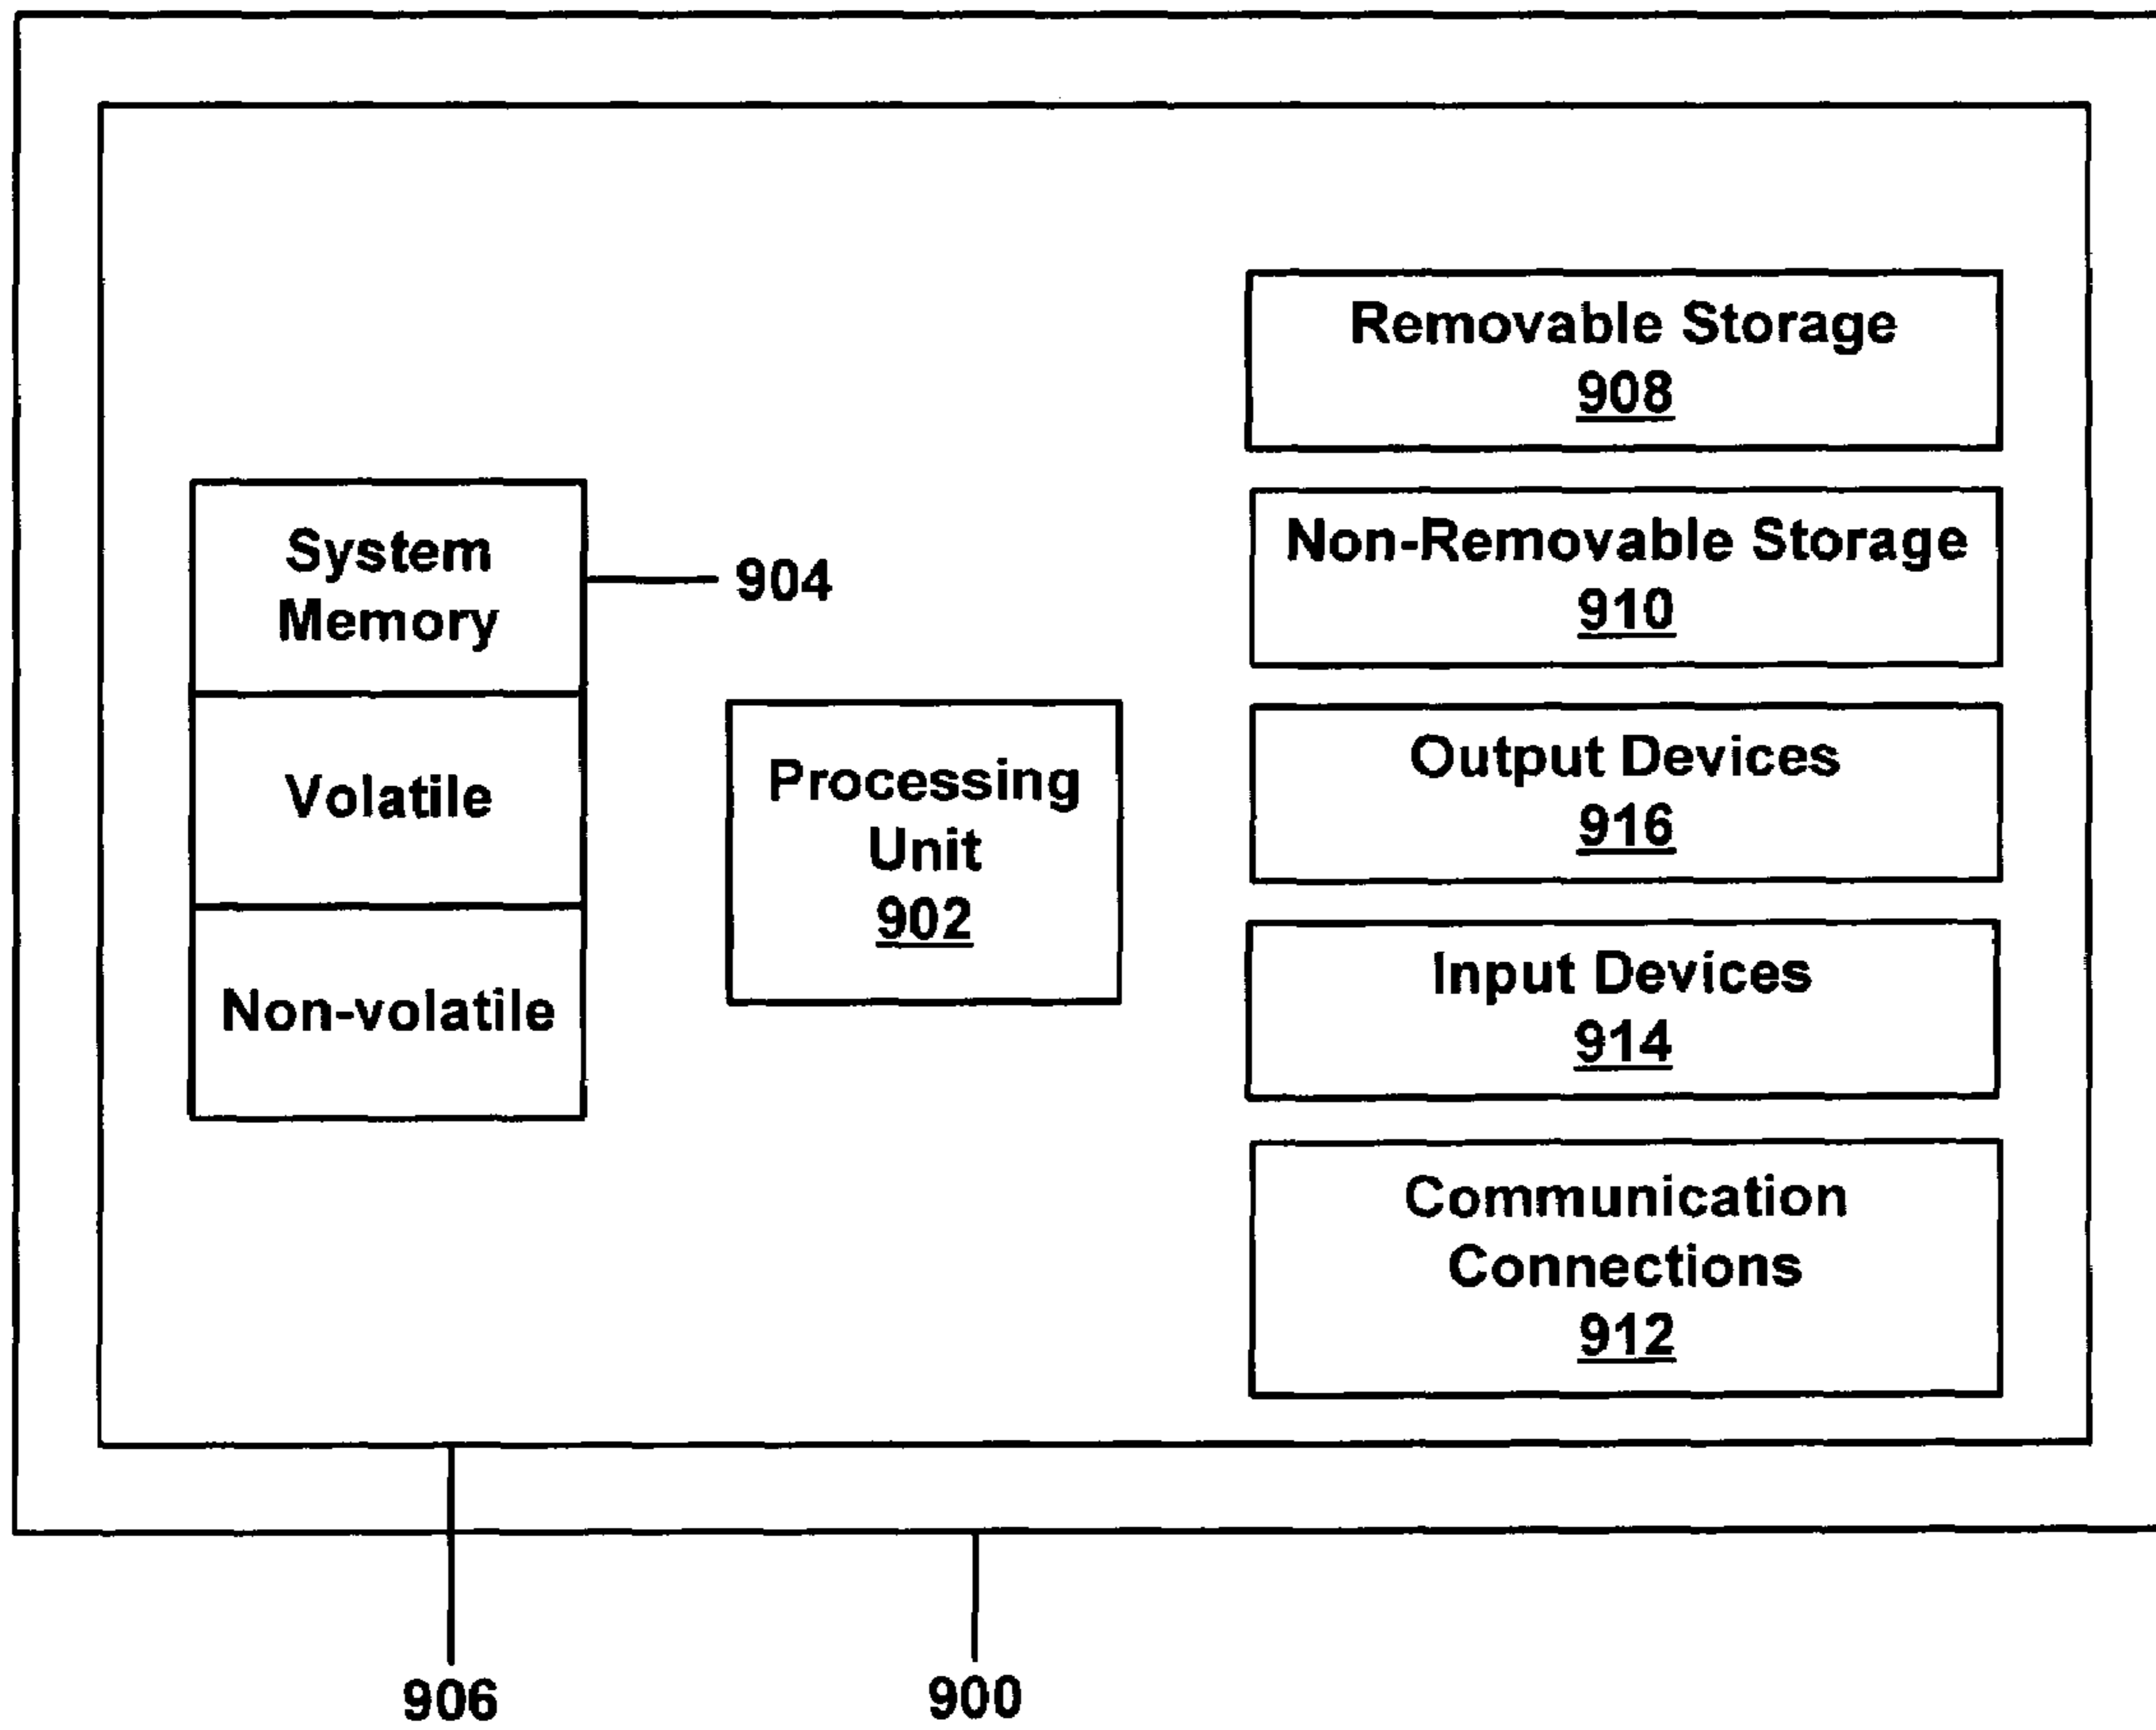 System
Memory
904
Volatile
Non-volatile
Processing
Unit
902
Removable Storage
908
Non-Removable Storage
910
Output Devices
916
Input Devices
914
Communication
Connections
912
906
900